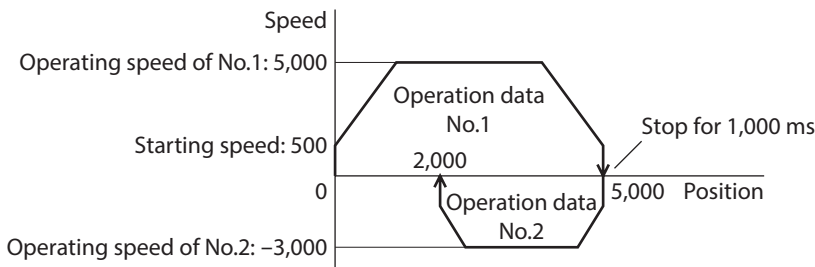 Speed
Operating speed of No.1: 5,000
Operation data
No.1
Stop for 1,000 ms
Starting speed: 500
2,000
0
5,000
Position
Operation data
No.2
Operating speed of No.2: –3,000